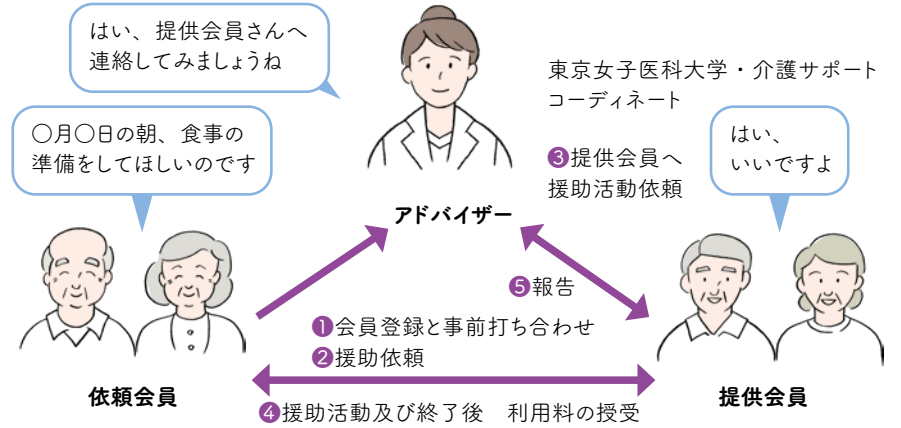 はい、提供会員さんへ
連絡してみましょうね
東京女子医科大学・介護サポート
コーディネート
〇月〇日の朝、食事の
準備をしてほしいのです
はい、
いいですよ
❸提供会員へ
援助活動依頼
アドバイザー
❺報告
❶会員登録と事前打ち合わせ
❷援助依頼
依頼会員
提供会員
❹援助活動及び終了後　利用料の授受